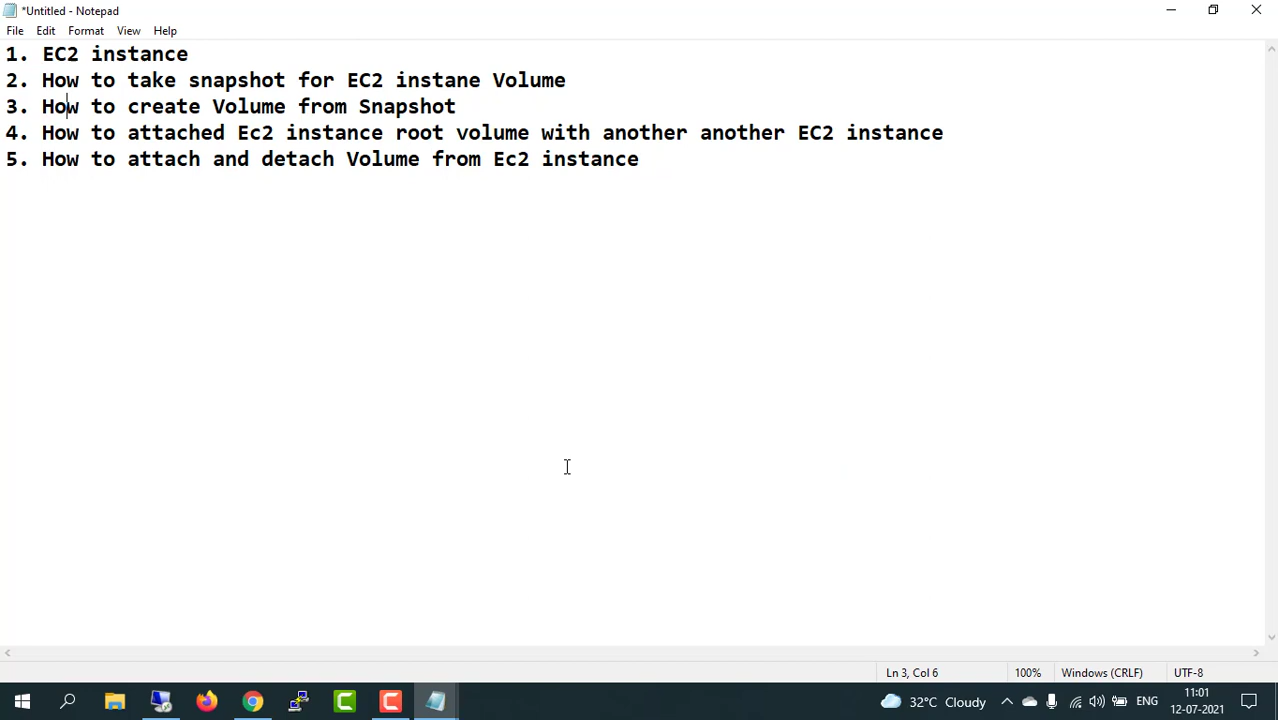 *Untitled - Notepad
File Edit Format View Help
1. EC2 instance
2. How to take snapshot for EC2 instane Volume
3. How to create Volume from Snapshot
4. How to attached Ec2 instance root volume with another another EC2 instance
5. How to attach and detach Volume from Ec2 instance
Ln 3, Col 6 100% Windows (CRLF) UTF-8
32°C Cloudy ENG 11:01
12-07-2021